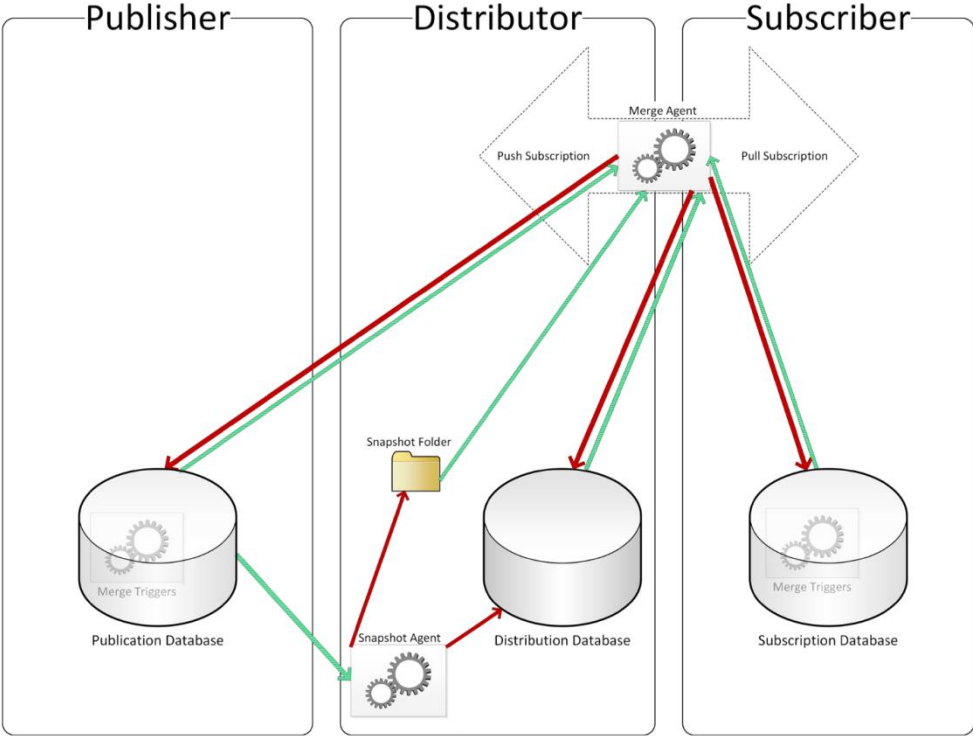 Publisher
Distributor
Subscriber
Merge Agent
Push Subscription
Pull Subscription
Snapshot Folder
Merge Triggers
Merge Triggers
Publication Database
Snapshot Agent
Distribution Database
Subscription Database